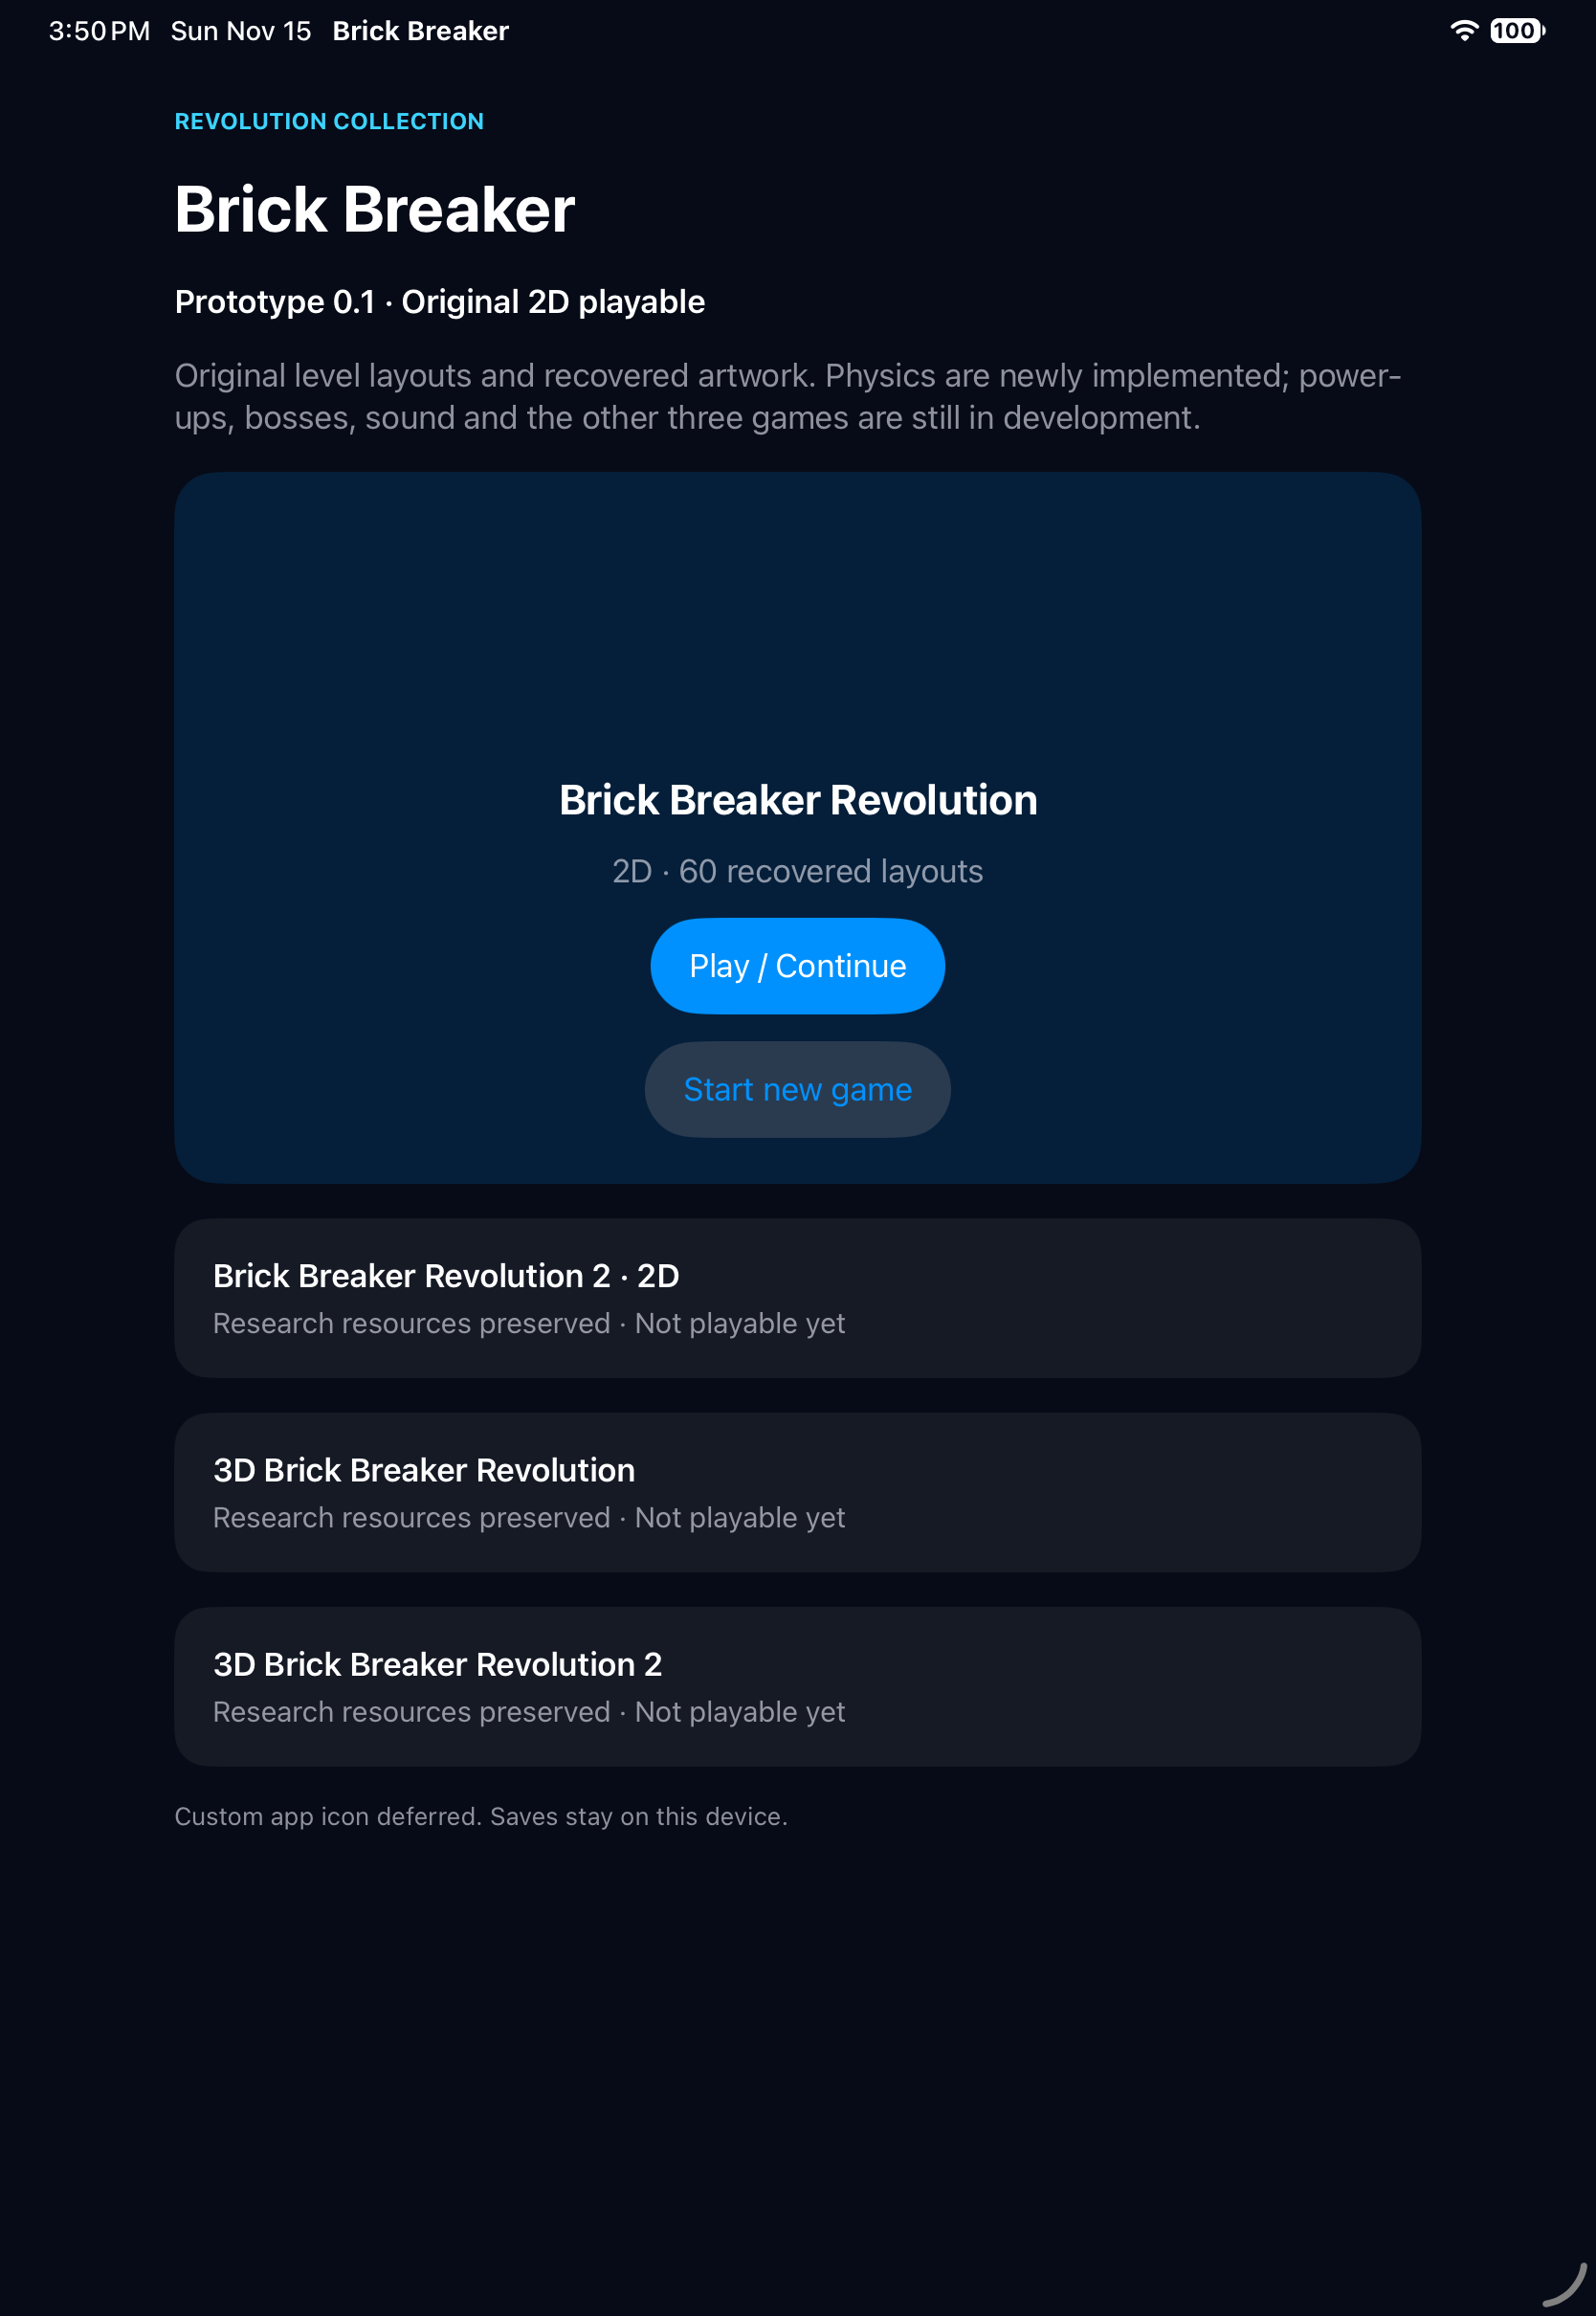 3:50 PM Sun Nov 15 Brick Breaker
100
REVOLUTION COLLECTION
Brick Breaker
Prototype 0.1 · Original 2D playable
Original level layouts and recovered artwork. Physics are newly implemented; power-
ups, bosses, sound and the other three games are still in development.
Brick Breaker Revolution
2D · 60 recovered layouts
Play / Continue
Start new game
Brick Breaker Revolution 2 · 2D
Research resources preserved · Not playable yet
3D Brick Breaker Revolution
Research resources preserved · Not playable yet
3D Brick Breaker Revolution 2
Research resources preserved · Not playable yet
Custom app icon deferred. Saves stay on this device.